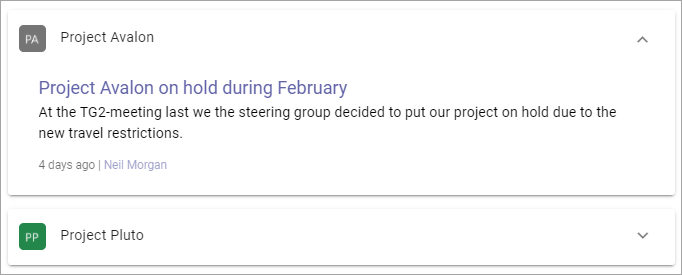 PA Project Avalon
Project Avalon on hold during February
At the TG2-meeting last we the steering group decided to put our project on hold due to the
new travel restrictions.
4 days ago | Neil Morgan
PP Project Pluto